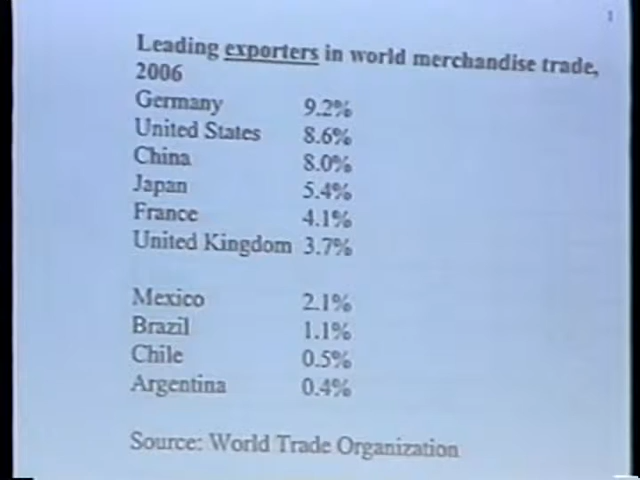 1
Leading exporters in world merchandise trade,
2006
Germany 9.2%
United States 8.6%
China 8.0%
Japan 5.4%
France 4.1%
United Kingdom 3.7%
Mexico 2.1%
Brazil 1.1%
Chile 0.5%
Argentina 0.4%
Source: World Trade Organization